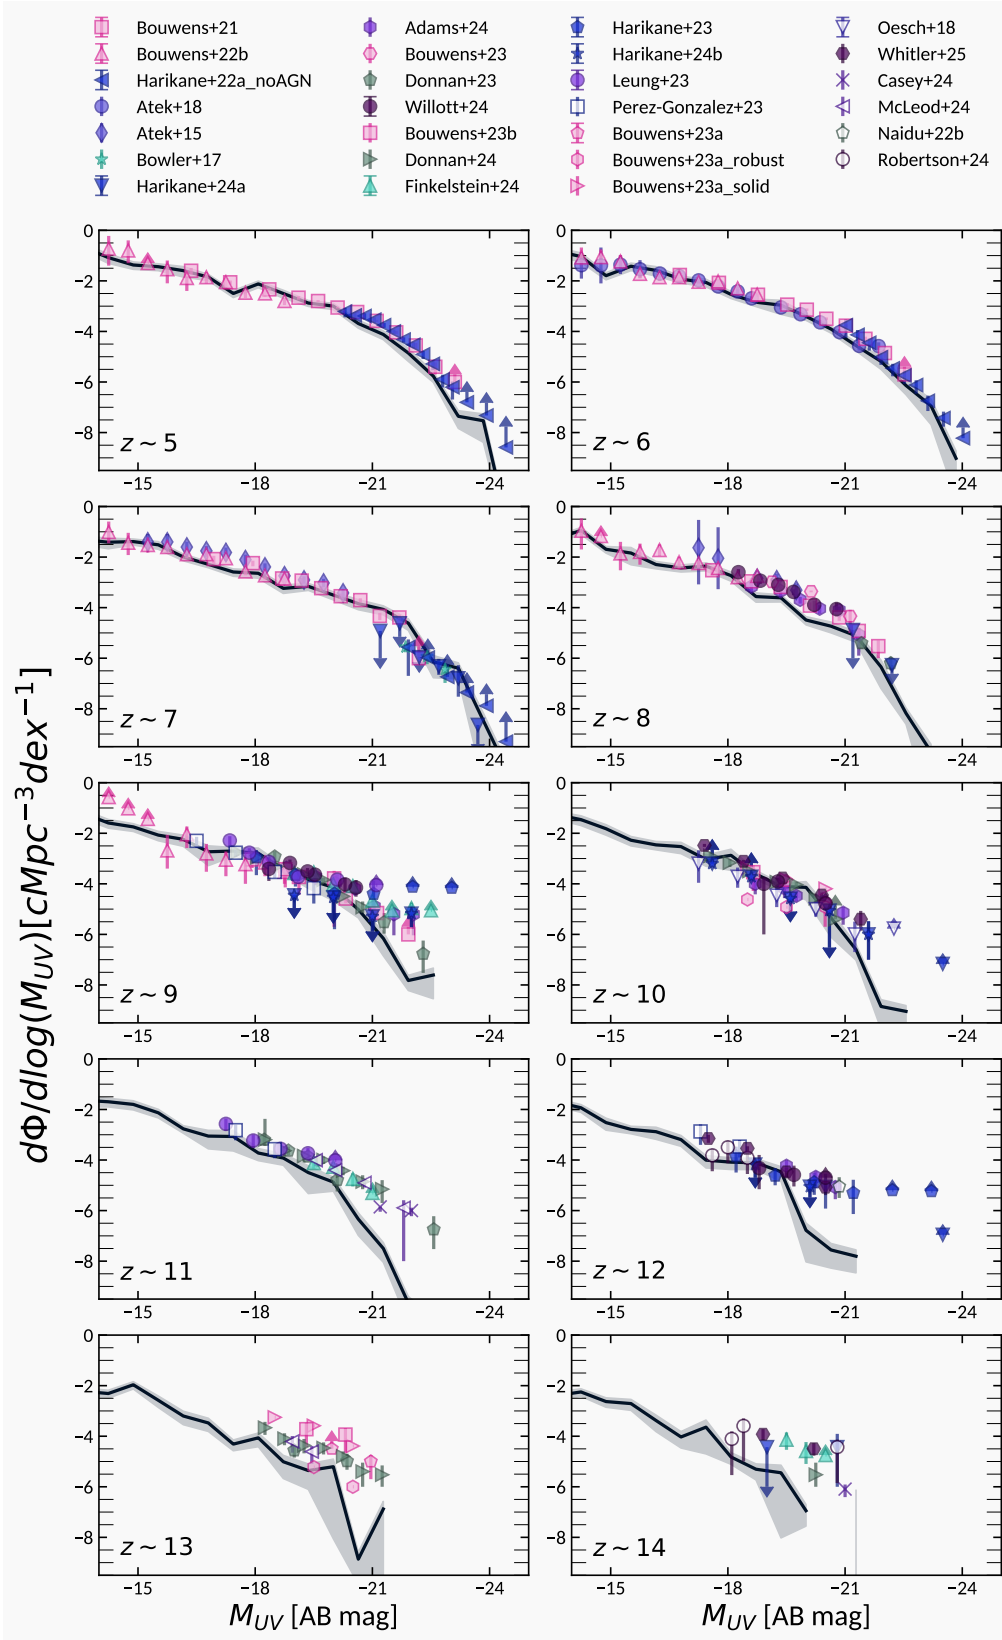 Bouwens+21 Adams+24 Harikane+23 Oesch+18
Bouwens+22b Bouwens+23 Harikane+24b Whitler+25
Harikane+22a_noAGN Donnan+23 Leung+23 Casey+24
Atek+18 Willott+24 Perez-Gonzalez+23 McLeod+24
Atek+15 Bouwens+23b Bouwens+23a Naidu+22b
Bowler+17 Donnan+24 Bouwens+23a_robust Robertson+24
Harikane+24a Finkelstein+24 Bouwens+23a_solid
dΦ/dlog(M_{UV})[cMpc^{−3}dex^{−1}]
0
−2
−4
−6
−8
z ~ 5
−15 −18 −21 −24
0
−2
−4
−6
−8
z ~ 6
−15 −18 −21 −24
0
−2
−4
−6
−8
z ~ 7
−15 −18 −21 −24
0
−2
−4
−6
−8
z ~ 8
−15 −18 −21 −24
0
−2
−4
−6
−8
z ~ 9
−15 −18 −21 −24
0
−2
−4
−6
−8
z ~ 10
−15 −18 −21 −24
0
−2
−4
−6
−8
z ~ 11
−15 −18 −21 −24
0
−2
−4
−6
−8
z ~ 12
−15 −18 −21 −24
0
−2
−4
−6
−8
z ~ 13
−15 −18 −21 −24
M_{UV} [AB mag]
0
−2
−4
−6
−8
z ~ 14
−15 −18 −21 −24
M_{UV} [AB mag]